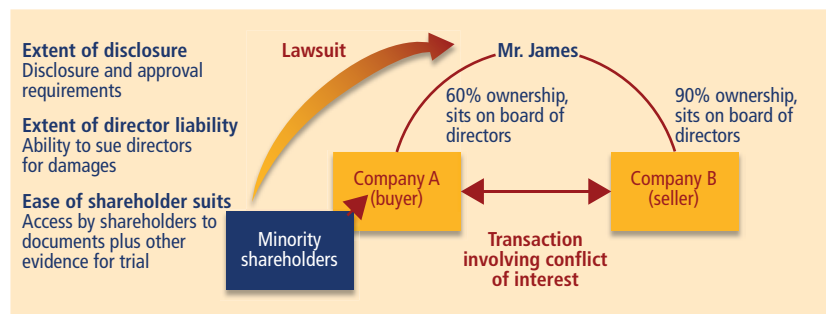 Extent of disclosure
Disclosure and approval
requirements
Extent of director liability
Ability to sue directors
for damages
Ease of shareholder suits
Access by shareholders to
documents plus other
evidence for trial
Lawsuit
Mr. James
60% ownership,
sits on board of
directors
90% ownership,
sits on board of
directors
Company A
(buyer)
Company B
(seller)
Minority
shareholders
Transaction
involving conflict
of interest